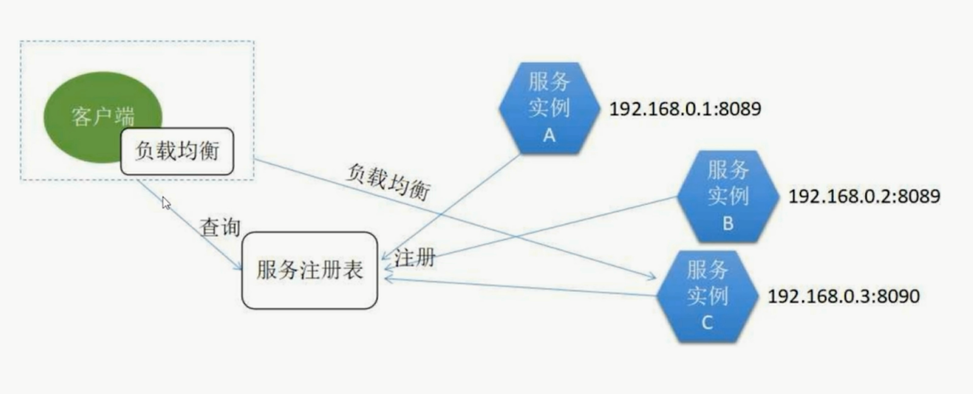 客户端
负载均衡
服务
实例
A
192.168.0.1:8089
负载均衡
服务
实例
B
192.168.0.2:8089
查询
服务注册表
注册
服务
实例
C
192.168.0.3:8090